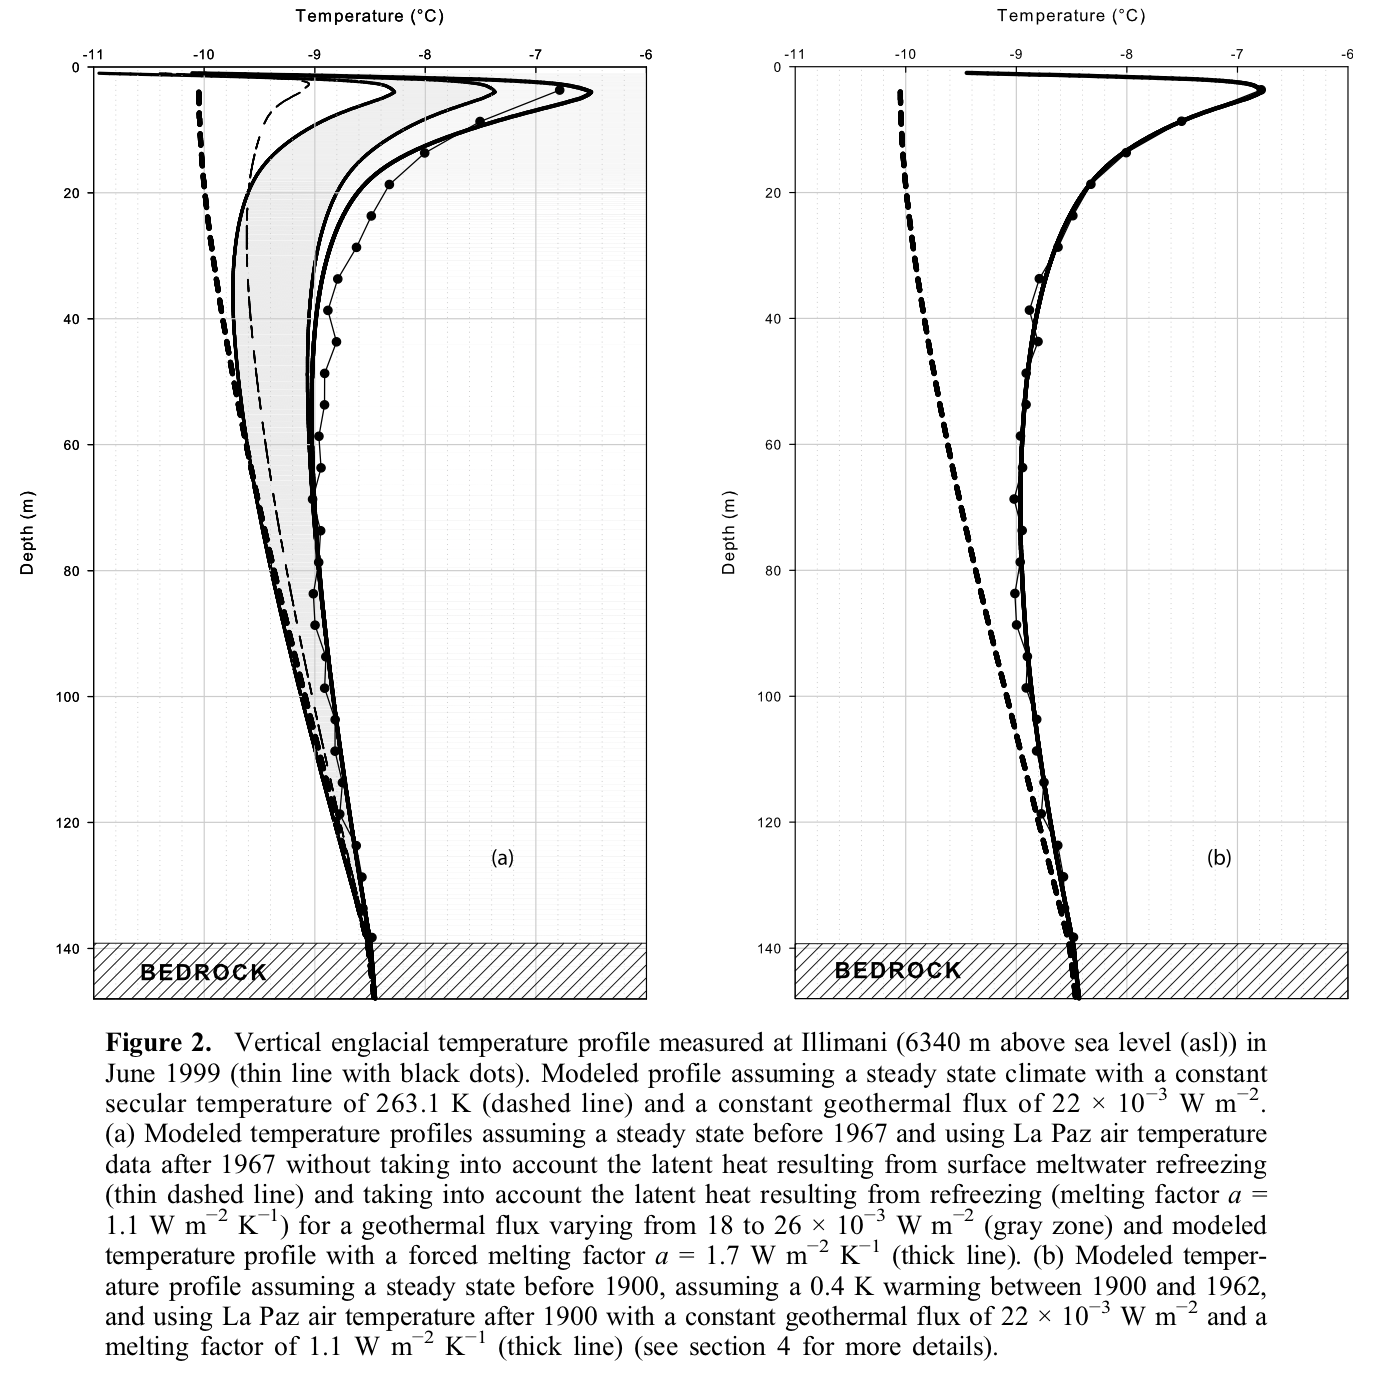 Temperature (°C)
-11 -10 -9 -8 -7 -6
0
20
40
60
80
100
120
140
Depth (m)
(a)
BEDROCK
Temperature (°C)
-11 -10 -9 -8 -7 -6
0
20
40
60
80
100
120
140
Depth (m)
(b)
BEDROCK
Figure 2. Vertical englacial temperature profile measured at Illimani (6340 m above sea level (asl)) in
June 1999 (thin line with black dots). Modeled profile assuming a steady state climate with a constant
secular temperature of 263.1 K (dashed line) and a constant geothermal flux of 22 × 10⁻³ W m⁻².
(a) Modeled temperature profiles assuming a steady state before 1967 and using La Paz air temperature
data after 1967 without taking into account the latent heat resulting from surface meltwater refreezing
(thin dashed line) and taking into account the latent heat resulting from refreezing (melting factor a =
1.1 W m⁻² K⁻¹) for a geothermal flux varying from 18 to 26 × 10⁻³ W m⁻² (gray zone) and modeled
temperature profile with a forced melting factor a = 1.7 W m⁻² K⁻¹ (thick line). (b) Modeled temper-
ature profile assuming a steady state before 1900, assuming a 0.4 K warming between 1900 and 1962,
and using La Paz air temperature after 1900 with a constant geothermal flux of 22 × 10⁻³ W m⁻² and a
melting factor of 1.1 W m⁻² K⁻¹ (thick line) (see section 4 for more details).